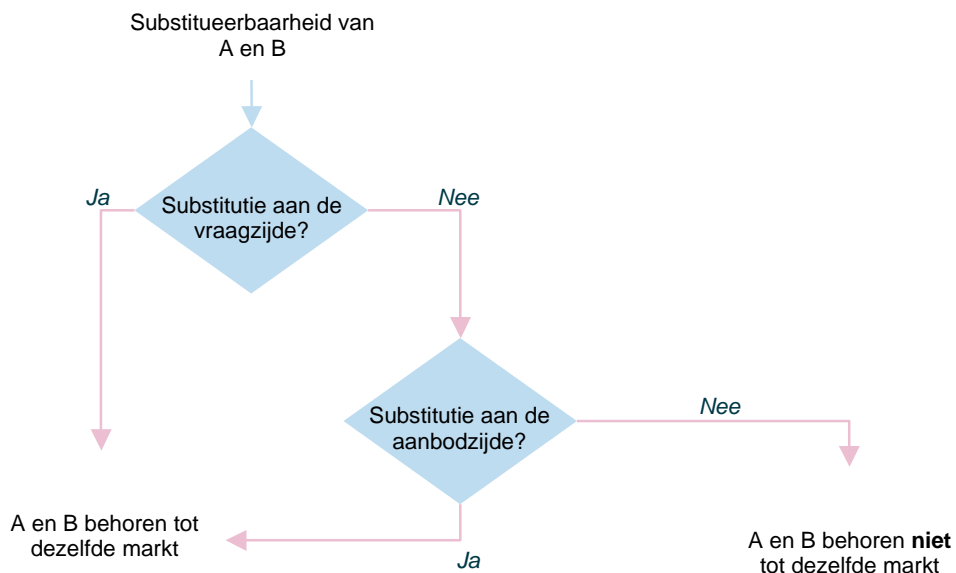 Substitueerbaarheid van
A en B
Ja
Substitutie aan de
vraagzijde?
Nee
Substitutie aan de
aanbodzijde?
Nee
A en B behoren tot
dezelfde markt
Ja
A en B behoren niet
tot dezelfde markt